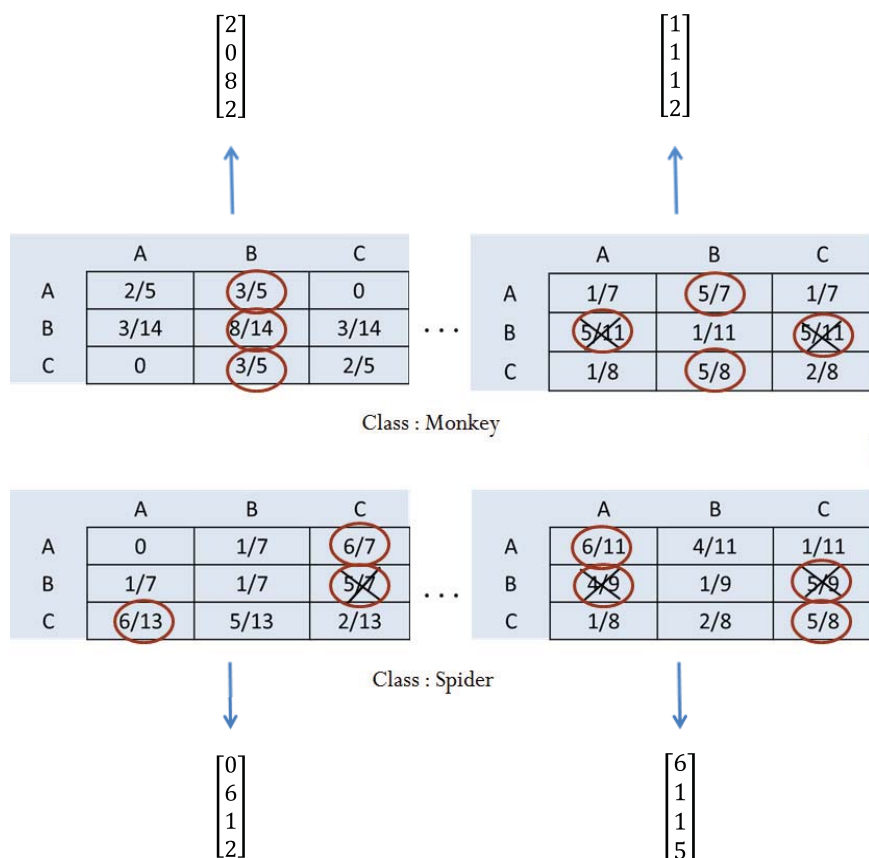 [2 0 8 2]
[1 1 1 2]
A B C
A 2/5 3/5 0
B 3/14 8/14 3/14
C 0 3/5 2/5
...
A B C
A 1/7 5/7 1/7
B 5/11 1/11 5/11
C 1/8 5/8 2/8
Class : Monkey
A B C
A 0 1/7 6/7
B 1/7 1/7 5/7
C 6/13 5/13 2/13
...
A B C
A 6/11 4/11 1/11
B 4/9 1/9 5/9
C 1/8 2/8 5/8
Class : Spider
[0 6 1 2]
[6 1 1 5]